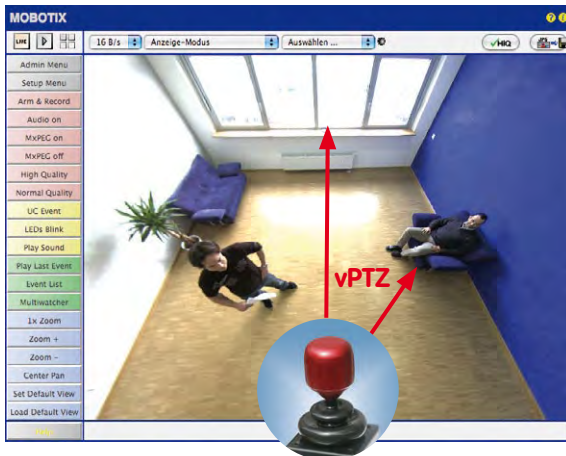 MOBOTIX
? i
LIVE
16 B/s
Anzeige-Modus
Auswählen ...
✓HIQ
Admin Menu
Setup Menu
Arm & Record
Audio on
MxPEG on
MxPEG off
High Quality
Normal Quality
UC Event
LEDs Blink
Play Sound
Play Last Event
Event List
Multiwatcher
1x Zoom
Zoom +
Zoom -
Center Pan
Set Default View
Load Default View
vPTZ